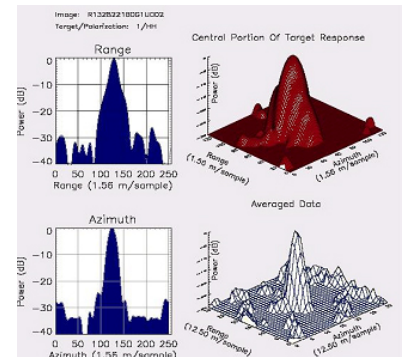 Image: R132B22180G1U002
Target/Polarization: 1/HH
Range
Power (dB)
0
-10
-20
-30
-40
0 50 100 150 200 250
Range (1.56 m/sample)
Central Portion Of Target Response
Power (dB)
Range
(1.56 m/sample)
Azimuth
(1.56 m/sample)
Azimuth
Power (dB)
0
-10
-20
-30
-40
0 50 100 150 200 250
Azimuth (1.56 m/sample)
Averaged Data
Power (dB)
Range
(12.50 m/sample)
Azimuth
(12.50 m/sample)